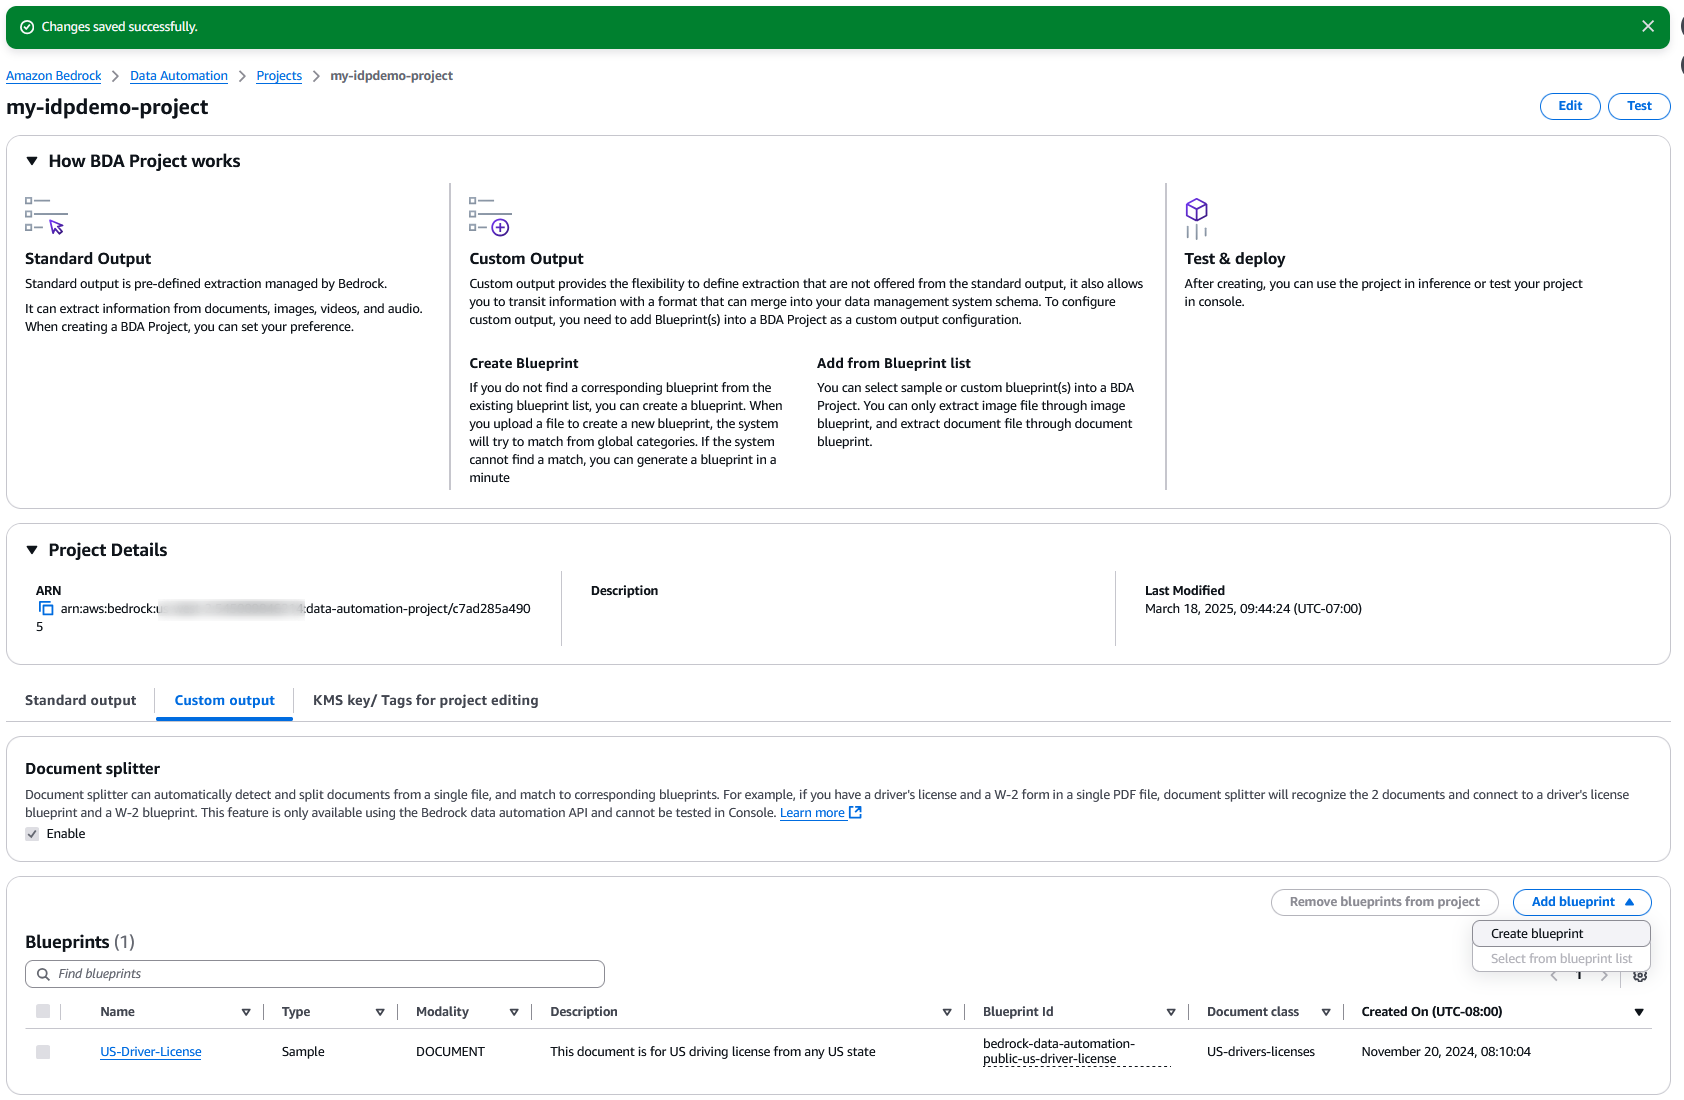 Changes saved successfully.
Amazon Bedrock > Data Automation > Projects > my-idpdemo-project
my-idpdemo-project
Edit
Test
How BDA Project works
Standard Output
Standard output is pre-defined extraction managed by Bedrock.
It can extract information from documents, images, videos, and audio.
When creating a BDA Project, you can set your preference.
Custom Output
Custom output provides the flexibility to define extraction that are not offered from the standard output, it also allows
you to transit information with a format that can merge into your data management system schema. To configure
custom output, you need to add Blueprint(s) into a BDA Project as a custom output configuration.
Create Blueprint
If you do not find a corresponding blueprint from the
existing blueprint list, you can create a blueprint. When
you upload a file to create a new blueprint, the system
will try to match from global categories. If the system
cannot find a match, you can generate a blueprint in a
minute
Add from Blueprint list
You can select sample or custom blueprint(s) into a BDA
Project. You can only extract image file through image
blueprint, and extract document file through document
blueprint.
Test & deploy
After creating, you can use the project in inference or test your project
in console.
Project Details
ARN
arn:aws:bedrock:u :data-automation-project/c7ad285a490
5
Description
Last Modified
March 18, 2025, 09:44:24 (UTC-07:00)
Standard output
Custom output
KMS key/ Tags for project editing
Document splitter
Document splitter can automatically detect and split documents from a single file, and match to corresponding blueprints. For example, if you have a driver's license and a W-2 form in a single PDF file, document splitter will recognize the 2 documents and connect to a driver's license
blueprint and a W-2 blueprint. This feature is only available using the Bedrock data automation API and cannot be tested in Console. Learn more
Enable
Remove blueprints from project
Add blueprint
Create blueprint
Select from blueprint list
Blueprints (1)
Find blueprints
1
Name Type Modality Description Blueprint Id Document class Created On (UTC-08:00)
US-Driver-License Sample DOCUMENT This document is for US driving license from any US state bedrock-data-automation-
public-us-driver-license US-drivers-licenses November 20, 2024, 08:10:04